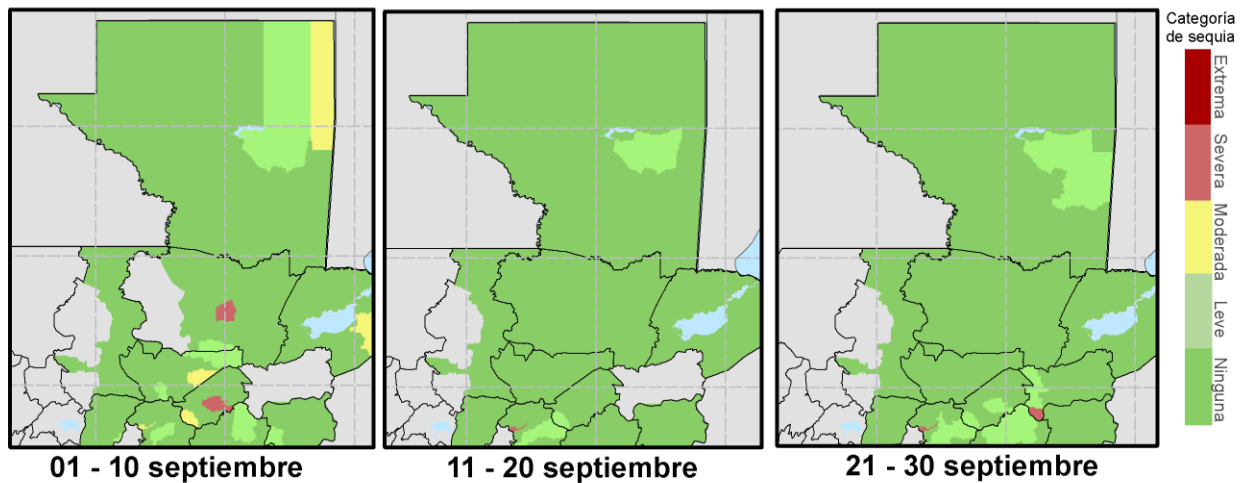 Categoría
de sequia
Extrema
Severa
Moderada
Leve
Ninguna
01 - 10 septiembre
11 - 20 septiembre
21 - 30 septiembre